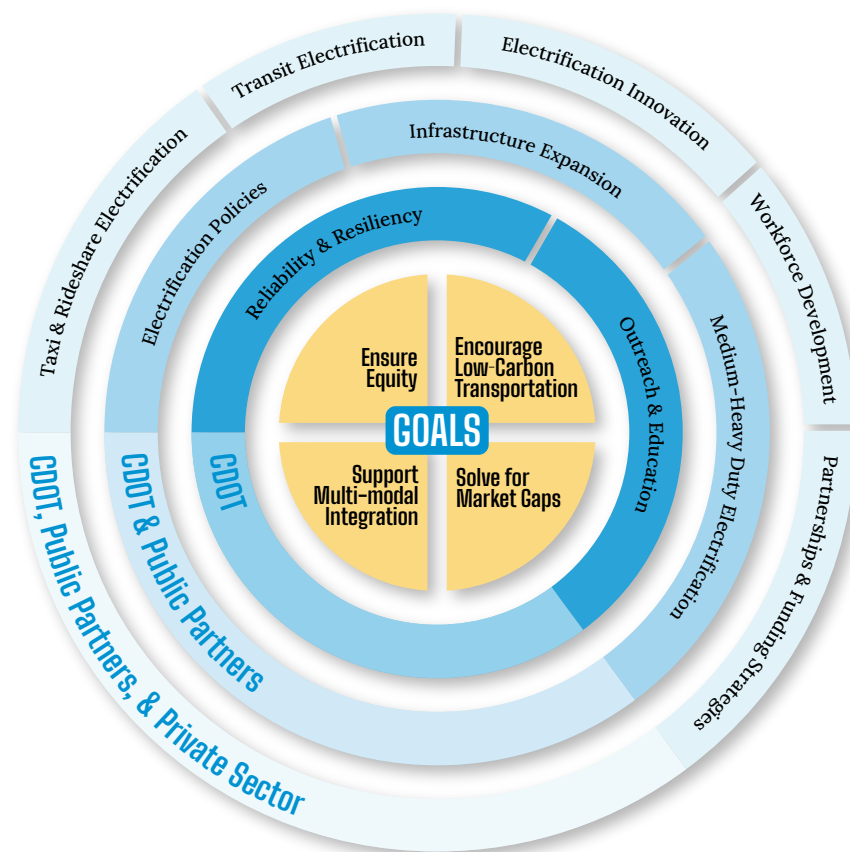 Taxi & Rideshare Electrification
Transit Electrification
Electrification Innovation
Workforce Development
Partnerships & Funding Strategies
CDOT, Public Partners, & Private Sector
Electrification Policies
Infrastructure Expansion
Medium-Heavy Duty Electrification
CDOT & Public Partners
Reliability & Resiliency
Outreach & Education
CDOT
Ensure
Equity
Encourage
Low-Carbon
Transportation
GOALS
Support
Multi-modal
Integration
Solve for
Market Gaps